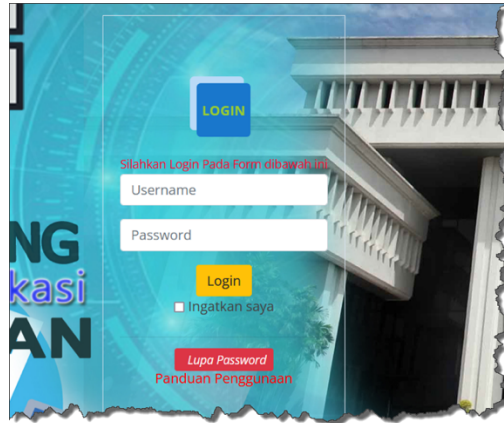 LOGIN
Silahkan Login Pada Form dibawah ini
Username
NG
Password
kasi
Login
Ingatkan saya
AN
Lupa Password
Panduan Penggunaan